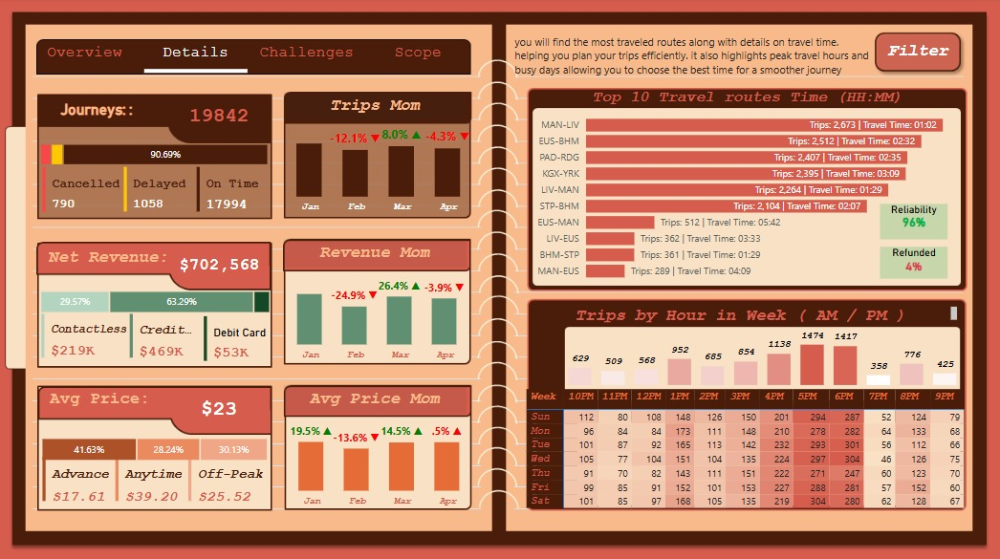 Overview Details Challenges Scope
you will find the most traveled routes along with details on travel time.
helping you plan your trips efficiently. it also highlights peak travel hours and
busy days allowing you to choose the best time for a smoother journey
Filter
Journeys: :
19842
90.69%
Cancelled Delayed On Time
790 1058 17994
Trips Mom
-12.1% ▼ 8.0% ▲ -4.3% ▼
Jan Feb Mar Apr
Net Revenue:
$702,568
29.57% 63.29%
Contactless Credit... Debit Card
$219K $469K $53K
Revenue Mom
-24.9% ▼ 26.4% ▲ -3.9% ▼
Jan Feb Mar Apr
Avg Price:
$23
41.63% 28.24% 30.13%
Advance Anytime Off-Peak
$17.61 $39.20 $25.52
Avg Price Mom
19.5% ▲ -13.6% ▼ 14.5% ▲ .5% ▲
Jan Feb Mar Apr
Top 10 Travel routes Time (HH:MM)
MAN-LIV Trips: 2,673 | Travel Time: 01:02
EUS-BHM Trips: 2,512 | Travel Time: 02:32
PAD-RDG Trips: 2,407 | Travel Time: 02:35
KGX-YRK Trips: 2,395 | Travel Time: 03:09
LIV-MAN Trips: 2,264 | Travel Time: 01:29
STP-BHM Trips: 2,104 | Travel Time: 02:07
EUS-MAN Trips: 512 | Travel Time: 05:42
LIV-EUS Trips: 362 | Travel Time: 03:33
BHM-STP Trips: 361 | Travel Time: 01:29
MAN-EUS Trips: 289 | Travel Time: 04:09
Reliability
96%
Refunded
4%
Trips by Hour in Week ( AM / PM )
629 509 568 952 685 854 1138 1474 1417 358 776 425
Week 10PM 11PM 12PM 1PM 2PM 3PM 4PM 5PM 6PM 7PM 8PM 9PM
Sun 112 80 108 148 126 150 201 294 287 52 124 79
Mon 96 84 84 173 111 148 210 278 282 64 133 68
Tue 101 87 92 165 113 142 232 293 301 56 112 66
Wed 105 77 104 151 104 135 224 297 304 46 126 75
Thu 91 70 82 143 111 151 222 271 247 60 123 70
Fri 99 85 91 152 101 153 227 288 281 57 152 60
Sat 101 85 97 168 105 135 219 304 280 62 128 67